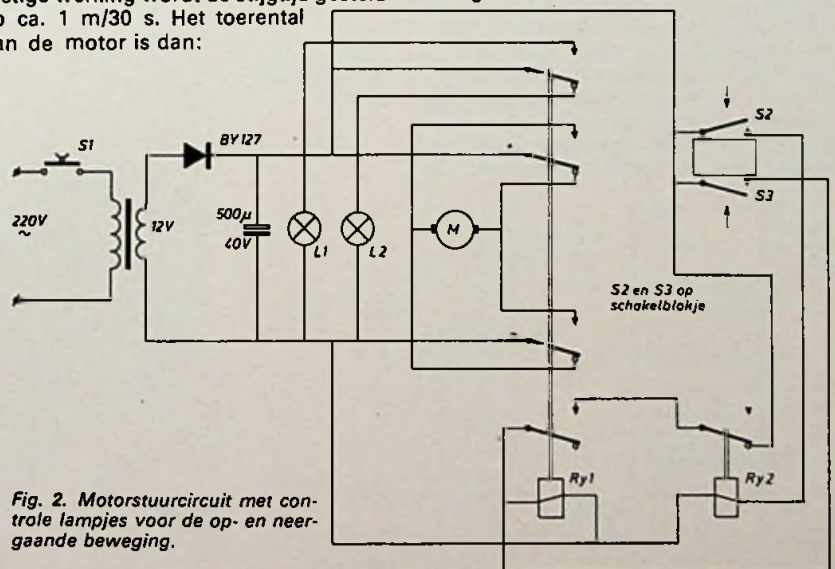 ca. 1 m/30 s. Het toerental
an de motor is dan:
S1
BY127
220V
~
12V
500µ
40V
L1
L2
M
S2
S3
S2 en S3 op
schakelblokje
Ry1
Ry2
Fig. 2. Motorstuurcircuit met con-
trole lampjes voor de op- en neer-
gaande beweging.